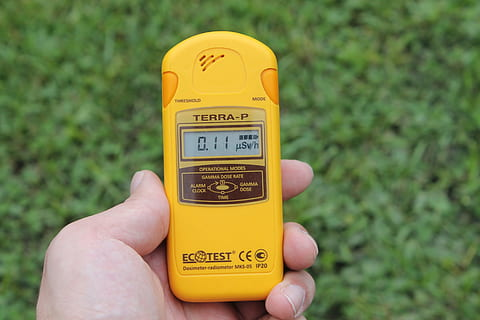 THRESHOLD MODE
TERRA-P
0.11 µSv/h
OPERATIONAL MODES
GAMMA DOSE RATE
ALARM CLOCK
GAMMA DOSE
TIME
ECOTEST® CE
Dosimeter-radiometer MKS-05 IP20